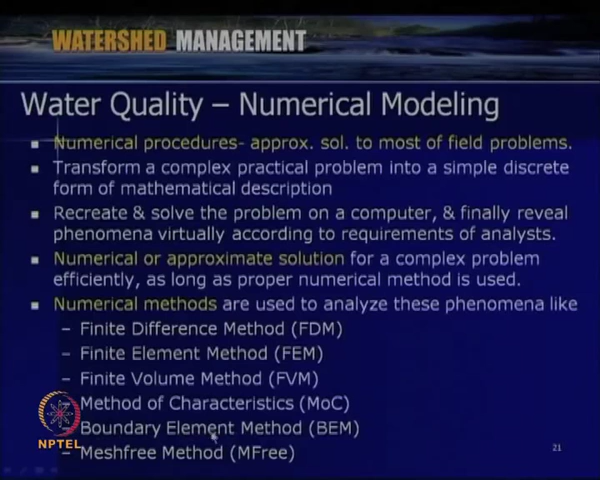 WATERSHED MANAGEMENT
Water Quality – Numerical Modeling
Numerical procedures- approx. sol. to most of field problems.
Transform a complex practical problem into a simple discrete
form of mathematical description
Recreate & solve the problem on a computer, & finally reveal
phenomena virtually according to requirements of analysts.
Numerical or approximate solution for a complex problem
efficiently, as long as proper numerical method is used.
Numerical methods are used to analyze these phenomena like
– Finite Difference Method (FDM)
– Finite Element Method (FEM)
– Finite Volume Method (FVM)
– Method of Characteristics (MoC)
– Boundary Element Method (BEM)
– Meshfree Method (MFree)
NPTEL
21